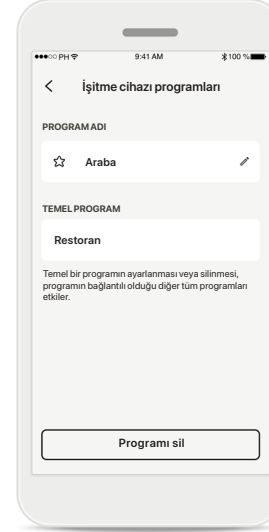 ●●●○○ PH 9:41 AM 100 %
İşitme cihazı programları
PROGRAM ADI
Araba
TEMEL PROGRAM
Restoran
Temel bir programın ayarlanması veya silinmesi,
programın bağlantılı olduğu diğer tüm programları
etkiler.
Programı sil